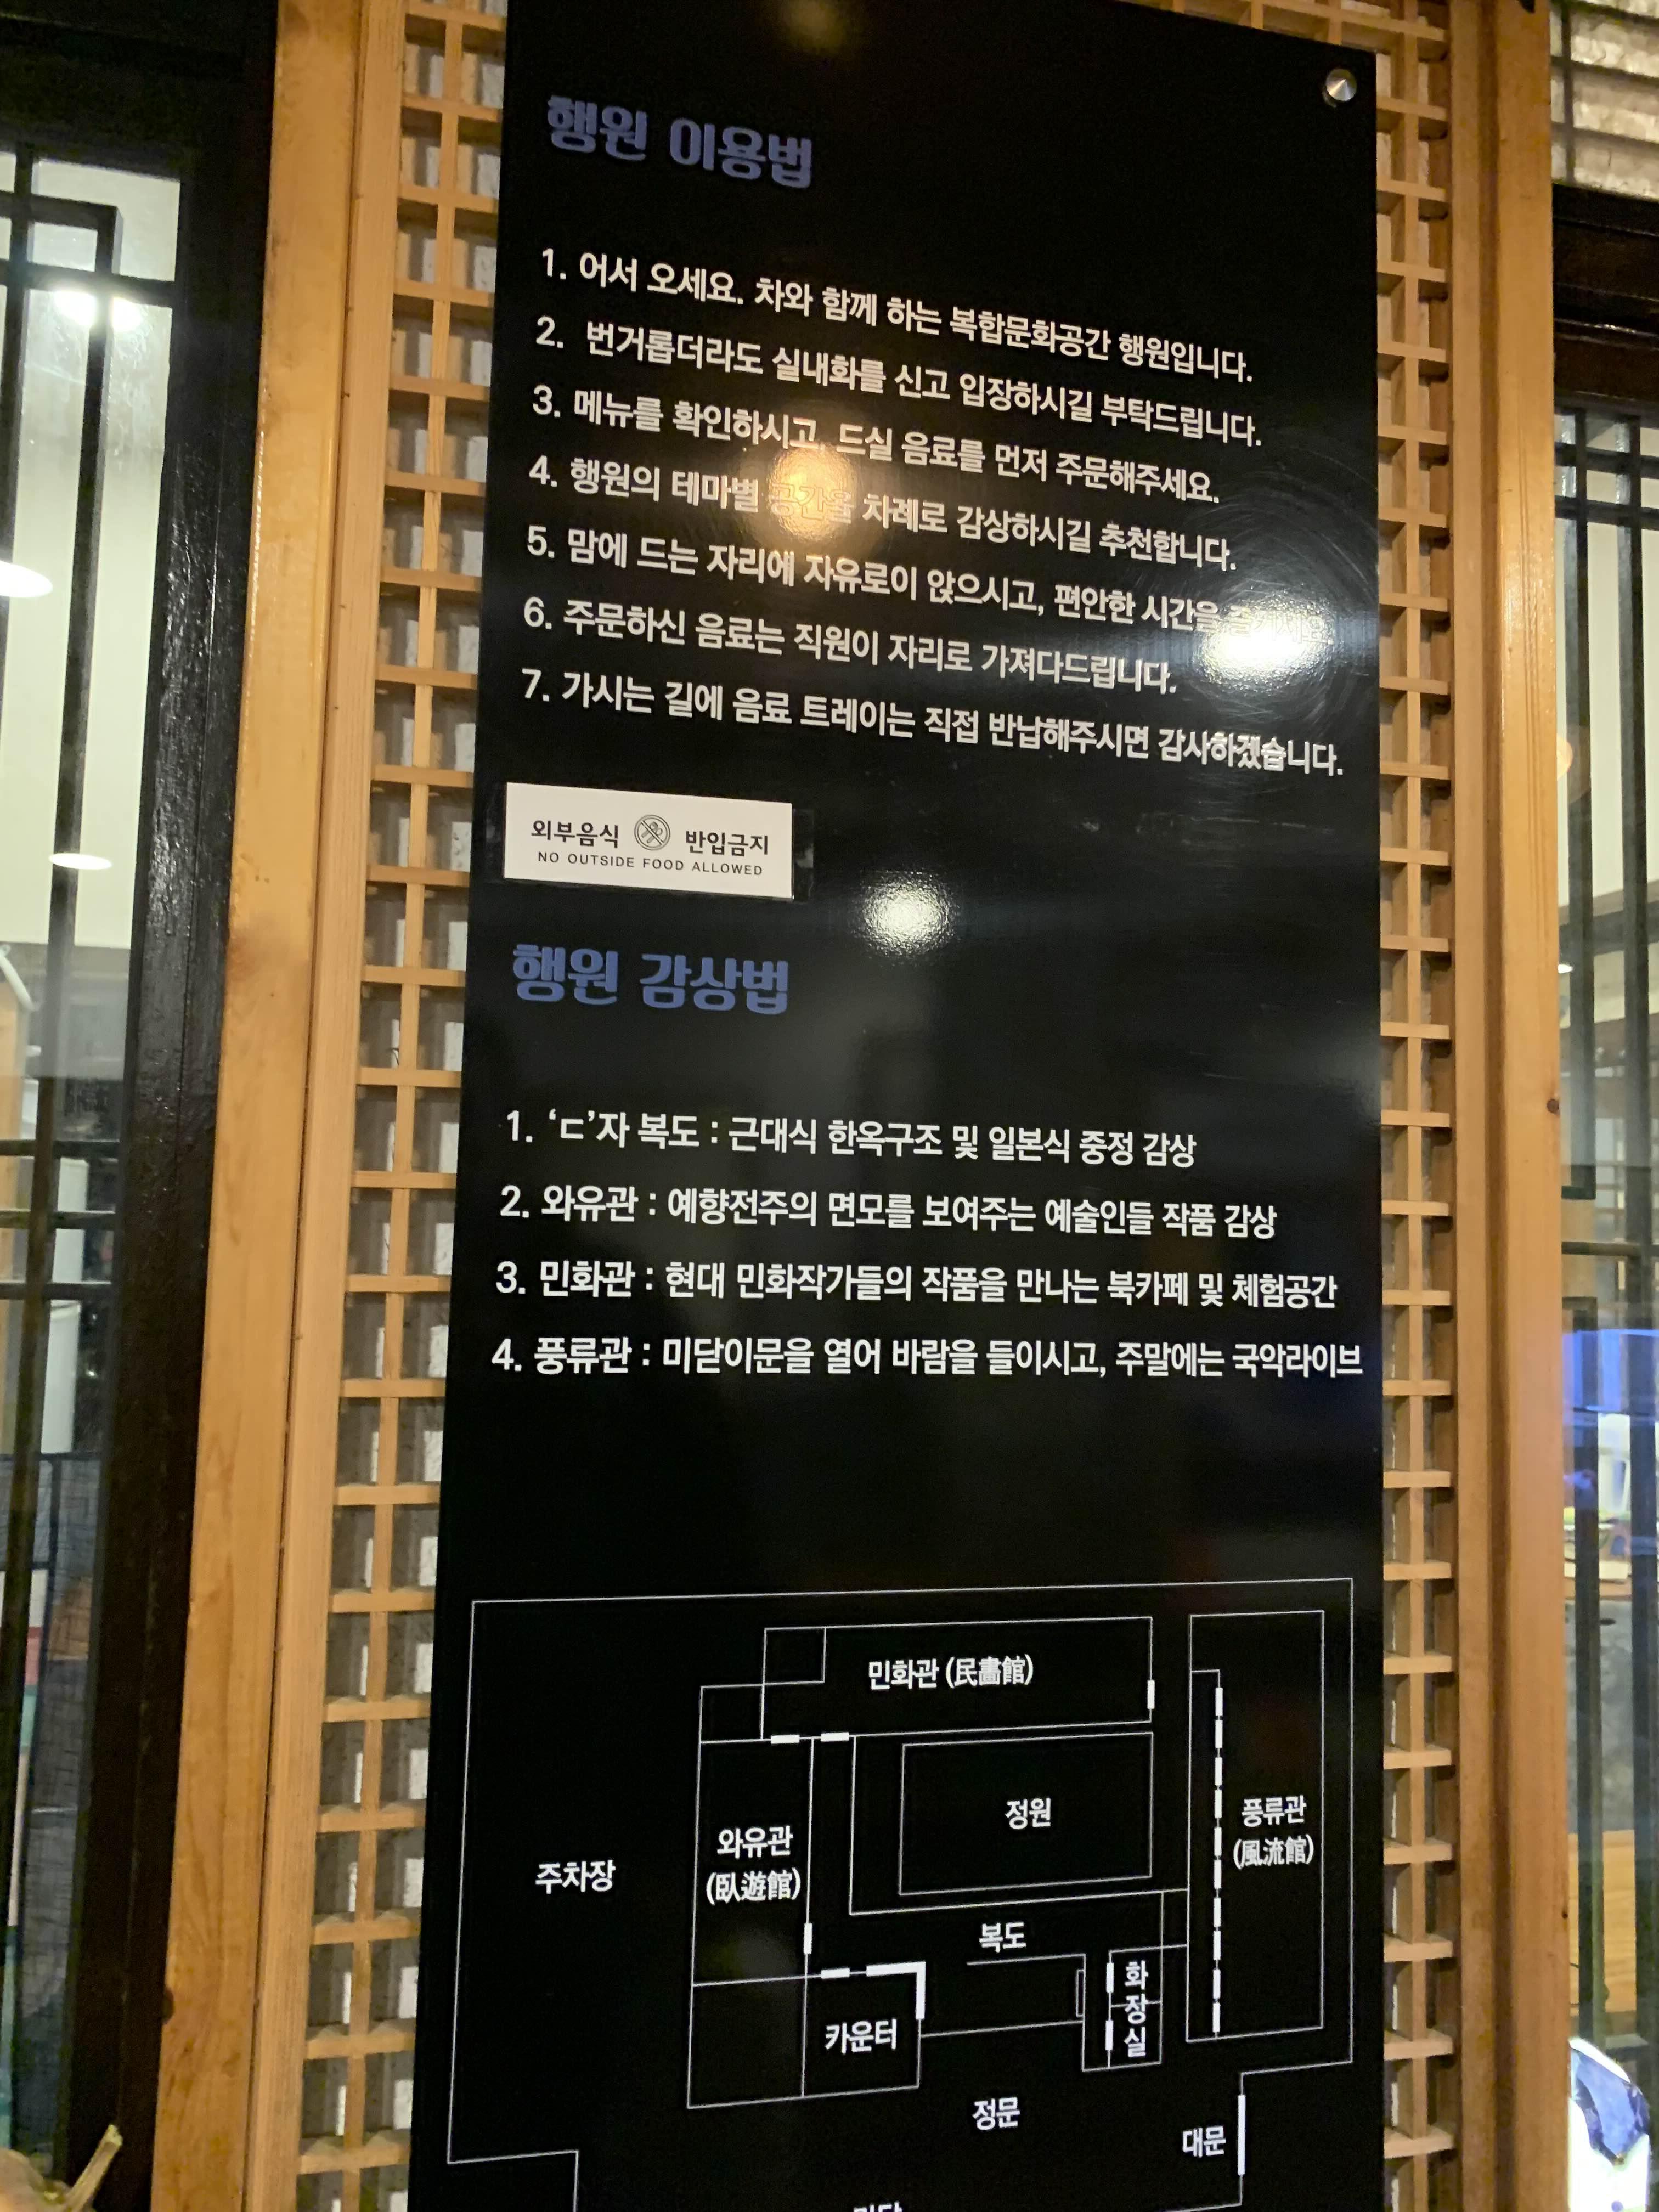 행원 이용법
1. 어서 오세요. 차와 함께 하는 복합문화공간 행원입니다.
2. 번거롭더라도 실내화를 신고 입장하시길 부탁드립니다.
3. 메뉴를 확인하시고, 드실 음료를 먼저 주문해주세요.
4. 행원의 테마별 공간을 차례로 감상하시길 추천합니다.
5. 맘에 드는 자리에 자유로이 앉으시고, 편안한 시간을
6. 주문하신 음료는 직원이 자리로 가져다드립니다.
7. 가시는 길에 음료 트레이는 직접 반납해주시면 감사하겠습니다.
외부음식 반입금지
NO OUTSIDE FOOD ALLOWED
행원 감상법
1. ‘ㄷ’자 복도 : 근대식 한옥구조 및 일본식 중정 감상
2. 와유관 : 예향전주의 면모를 보여주는 예술인들 작품 감상
3. 민화관 : 현대 민화작가들의 작품을 만나는 북카페 및 체험공간
4. 풍류관 : 미닫이문을 열어 바람을 들이시고, 주말에는 국악라이브
민화관 (民畵館)
정원
풍류관
(風流館)
와유관
(臥遊館)
주차장
복도
화
장
실
카운터
정문
대문